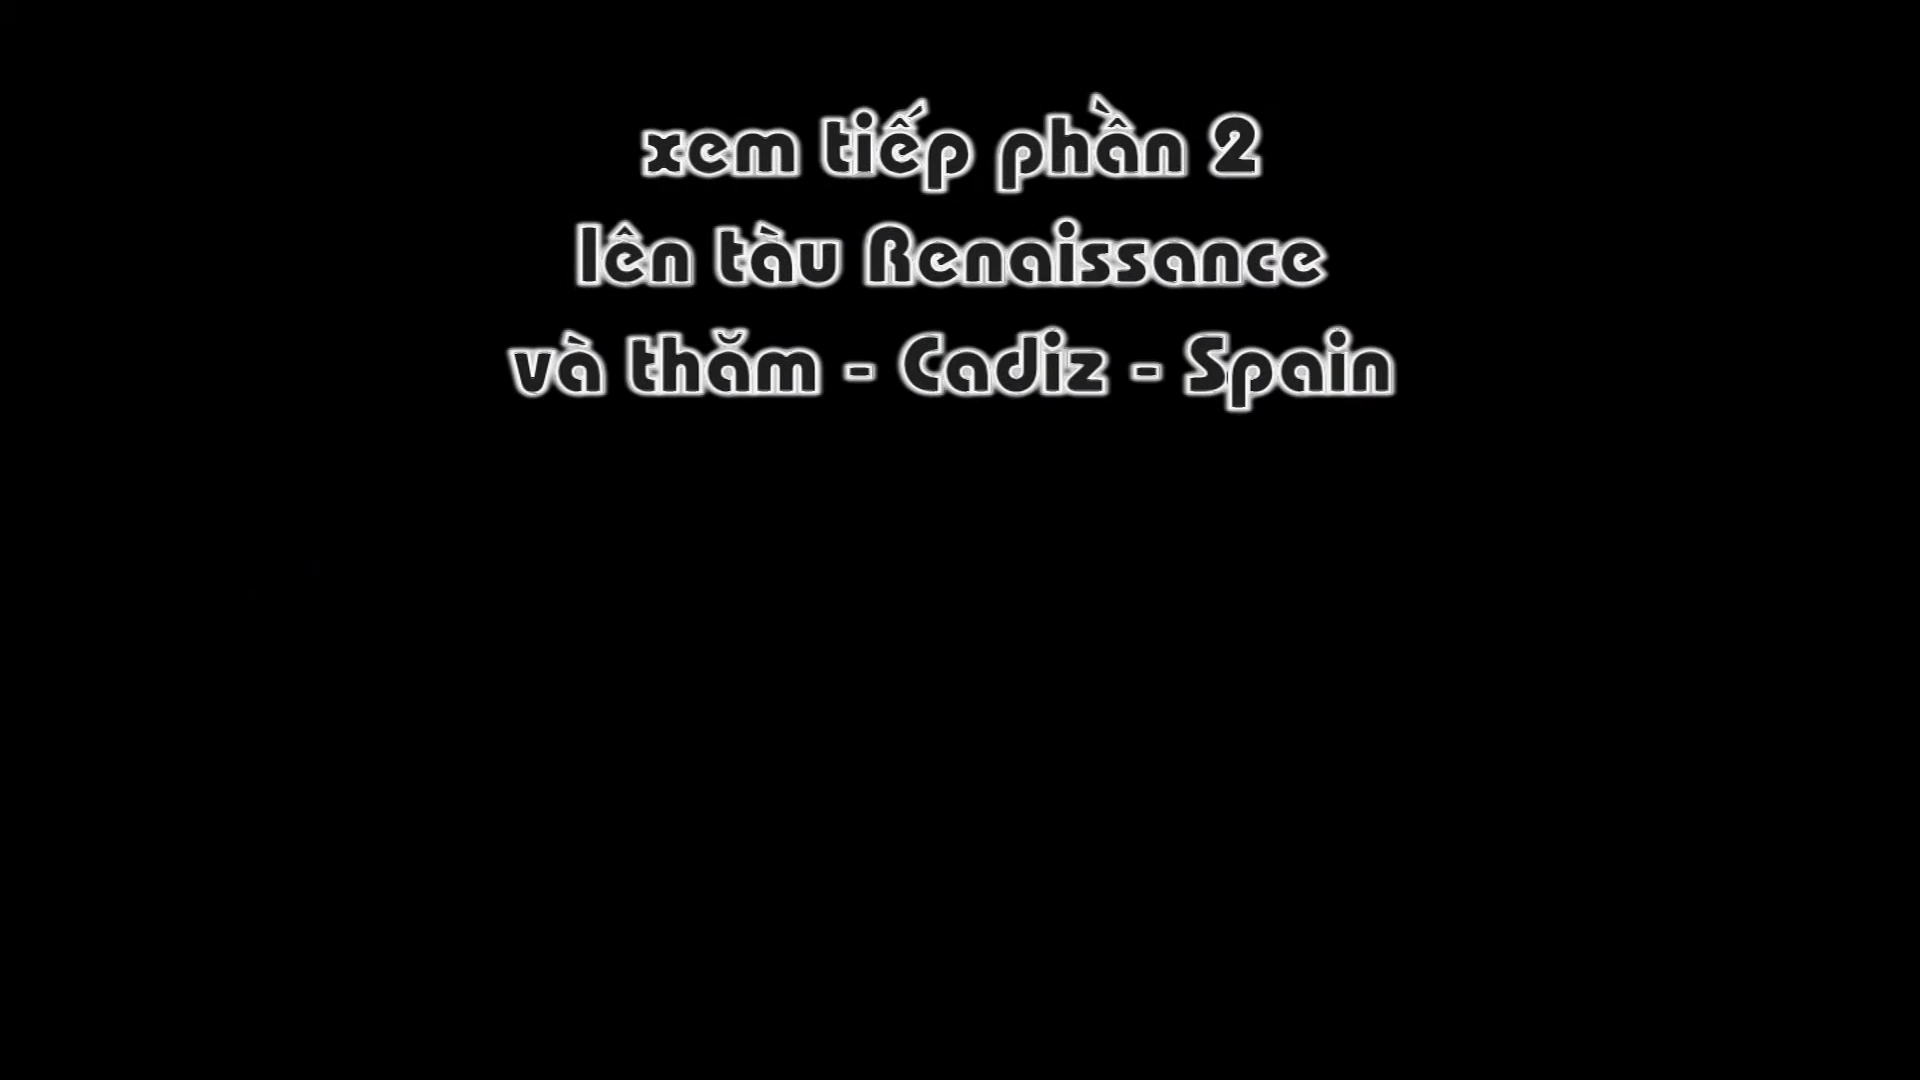 xem tiếp phần 2
lên tàu Renaissance
và thăm - Cadiz - Spain